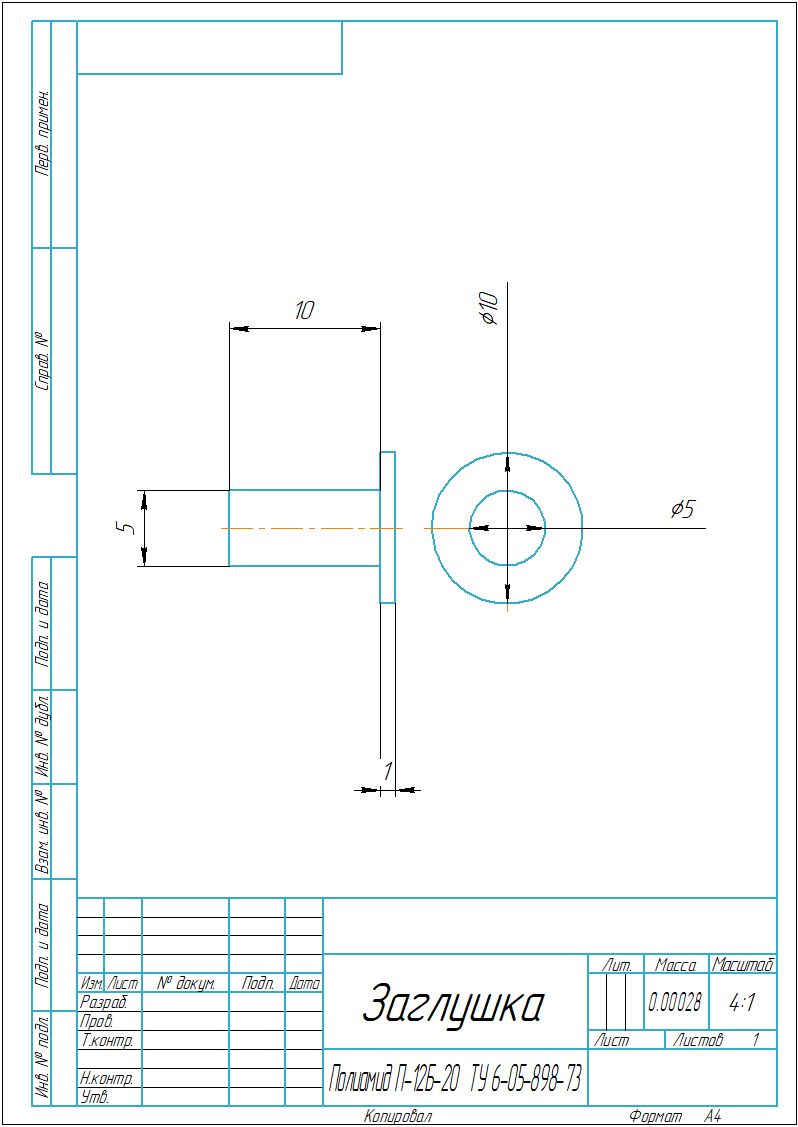 Перв. примен.
Справ. №
Подп. и дата
Инв. № дубл.
Взам. инв. №
Подп. и дата
Инв. № подл.
10
⌀10
5
⌀5
1
Изм. Лист № докум. Подп. Дата
Разраб.
Пров.
Т.контр.
Н.контр.
Утв.
Заглушка
Полиамид П-12Б-20 ТУ 6-05-898-73
Лит. Масса Масштаб
0.00028 4:1
Лист Листов 1
Копировал Формат А4